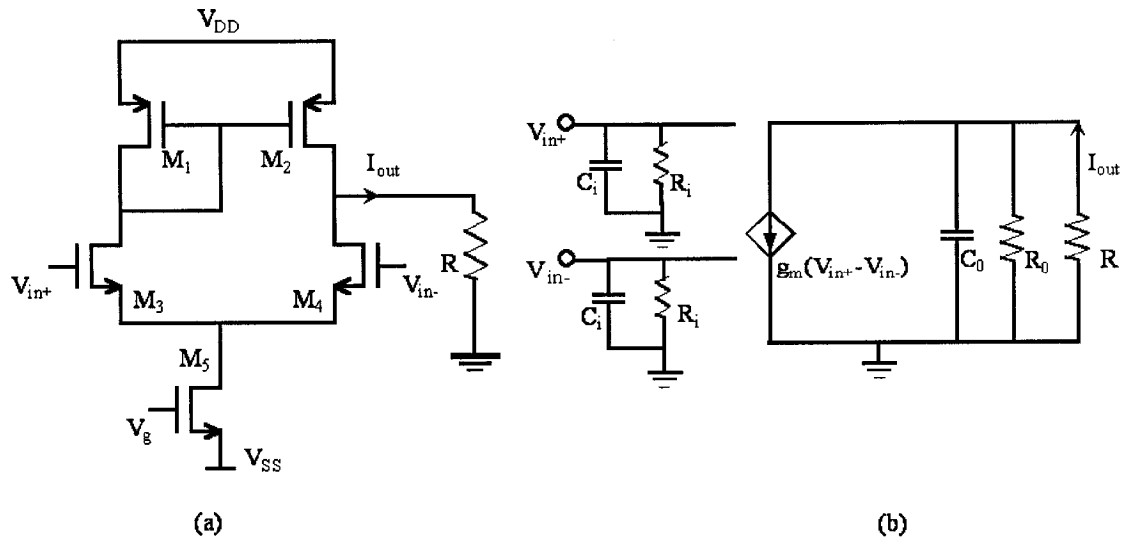 V_DD
M_1
M_2
I_out
V_in+
M_3
M_4
V_in-
R
M_5
V_g
V_SS
(a)
V_in+
C_i
R_i
V_in-
C_i
R_i
g_m(V_in+-V_in-)
C_0
R_0
I_out
R
(b)